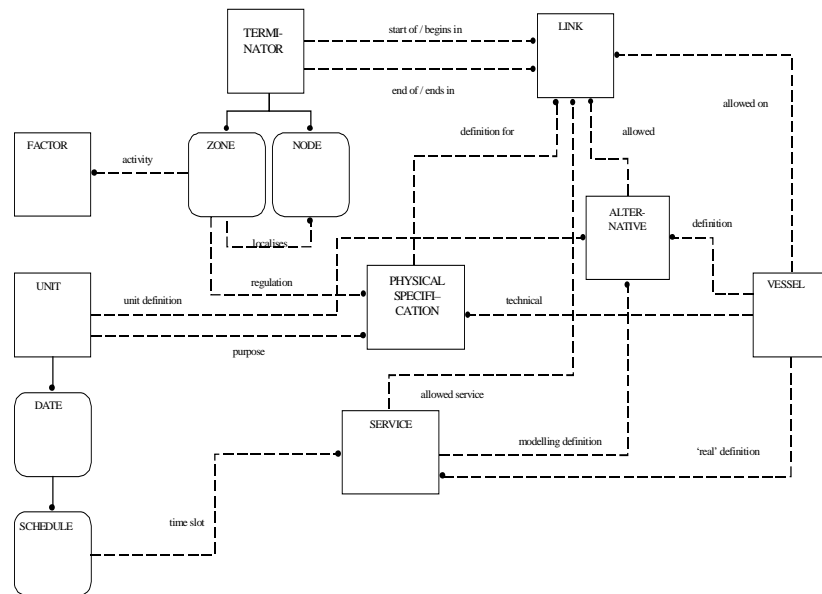 TERMI-
NATOR
start of / begins in
LINK
end of / ends in
allowed on
definition for
allowed
FACTOR
activity
ZONE
NODE
ALTER-
NATIVE
definition
localises
regulation
UNIT
unit definition
PHYSICAL
SPECIFI–
CATION
technical
VESSEL
purpose
DATE
allowed service
SERVICE
modelling definition
‘real’ definition
SCHEDULE
time slot